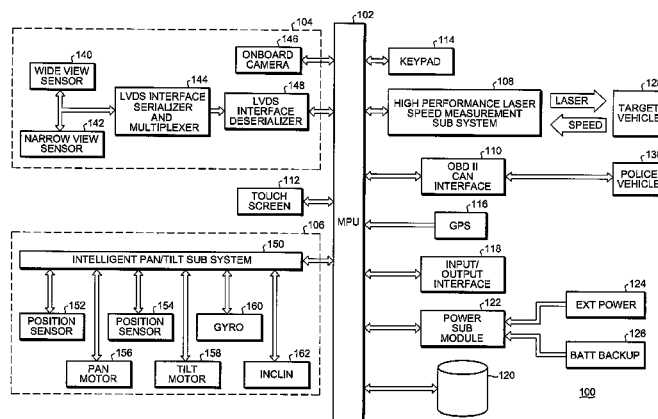 104
102
146
ONBOARD
CAMERA
140
WIDE VIEW
SENSOR
144
LVDS INTERFACE
SERIALIZER
AND
MULTIPLEXER
148
LVDS
INTERFACE
DESERIALIZER
142
NARROW VIEW
SENSOR
112
TOUCH
SCREEN
106
150
INTELLIGENT PAN/TILT SUB SYSTEM
152
POSITION
SENSOR
154
POSITION
SENSOR
160
GYRO
156
PAN
MOTOR
158
TILT
MOTOR
162
INCLIN
MPU
114
KEYPAD
108
HIGH PERFORMANCE LASER
SPEED MEASUREMENT
SUB SYSTEM
LASER
SPEED
TARGET
VEHICLE
110
OBD II
CAN
INTERFACE
POLICE
VEHICLE
116
GPS
118
INPUT/
OUTPUT
INTERFACE
122
POWER
SUB
MODULE
124
EXT POWER
126
BATT BACKUP
120
100